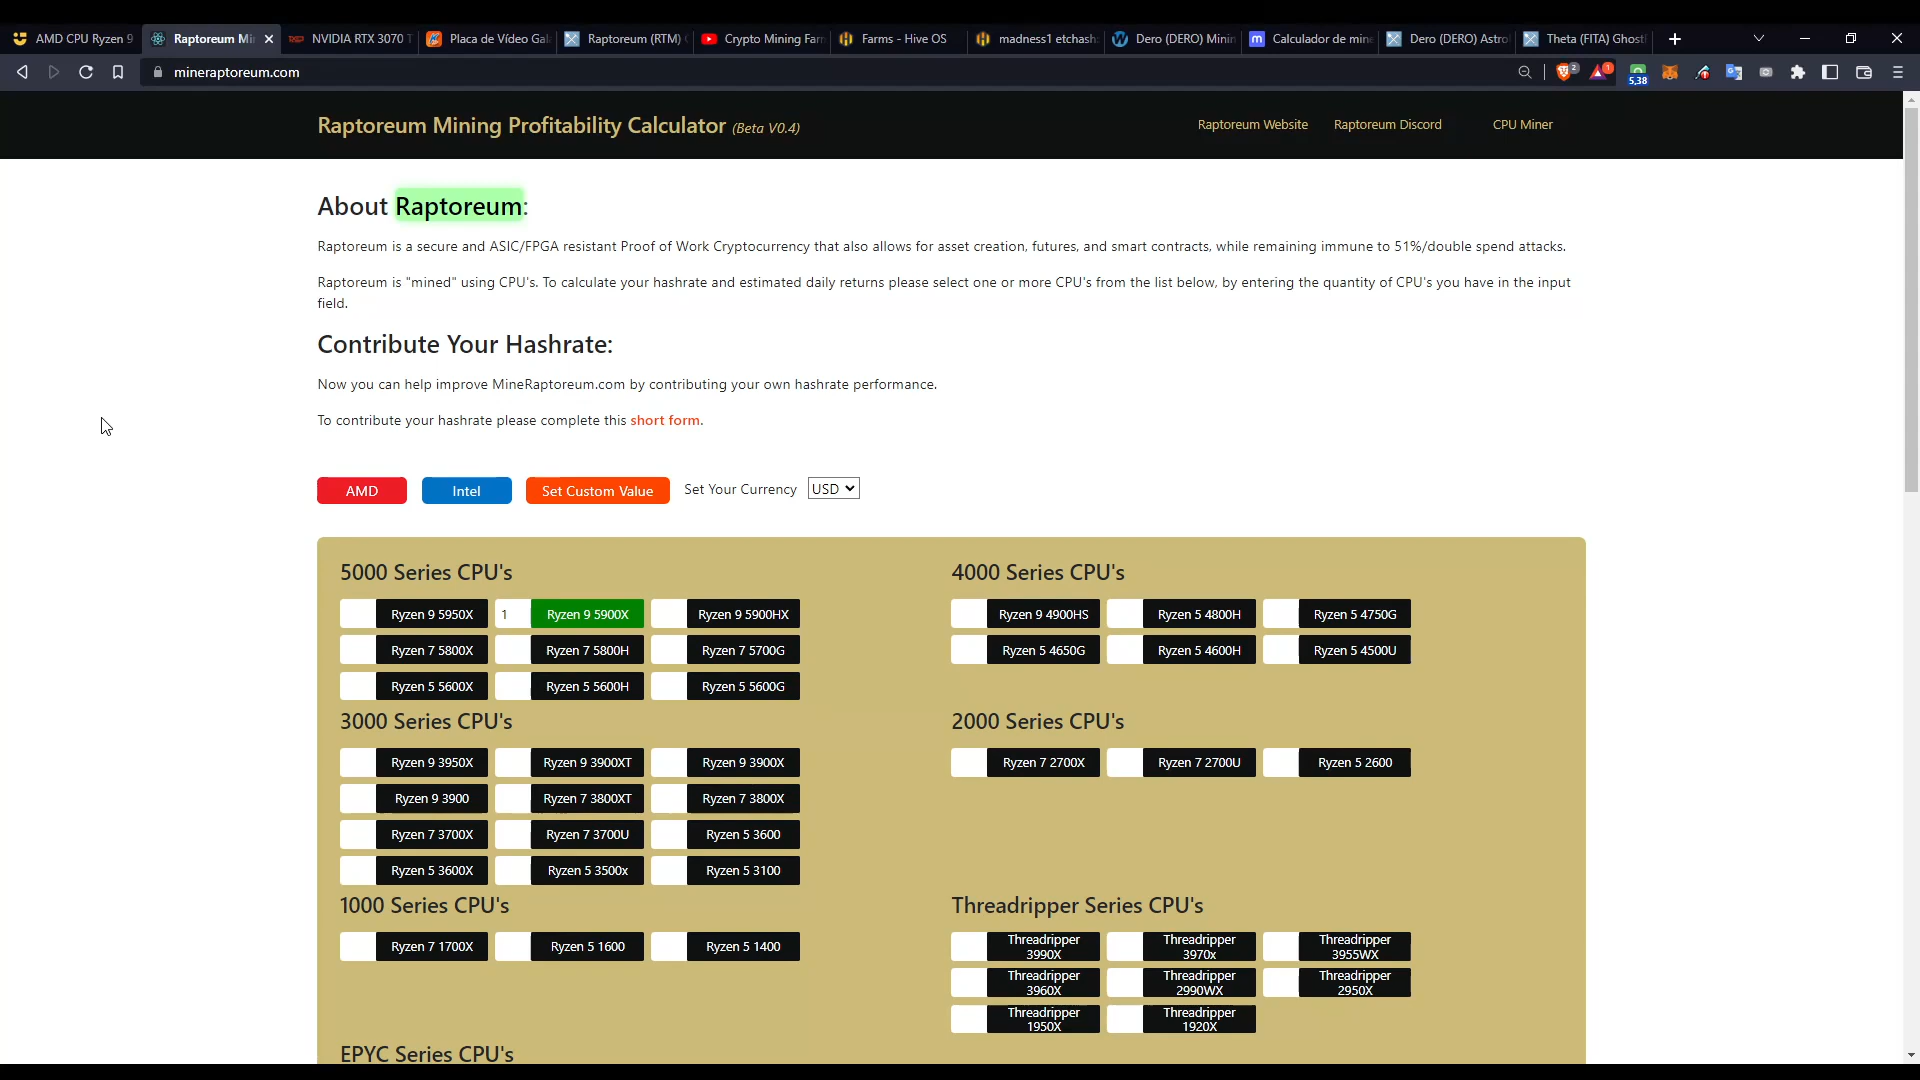 AMD CPU Ryzen 9
Raptoreum Mi
NVIDIA RTX 3070 T
Placa de Vídeo Gal
Raptoreum (RTM)
Crypto Mining Farm
Farms - Hive OS
madness1 etchash
Dero (DERO) Minin
Calculador de mine
Dero (DERO) Astro
Theta (FITA) Ghost
mineraptoreum.com
2
1
5,38
Raptoreum Mining Profitability Calculator (Beta V0.4)
Raptoreum Website
Raptoreum Discord
CPU Miner
About Raptoreum:
Raptoreum is a secure and ASIC/FPGA resistant Proof of Work Cryptocurrency that also allows for asset creation, futures, and smart contracts, while remaining immune to 51%/double spend attacks.
Raptoreum is "mined" using CPU's. To calculate your hashrate and estimated daily returns please select one or more CPU's from the list below, by entering the quantity of CPU's you have in the input
field.
Contribute Your Hashrate:
Now you can help improve MineRaptoreum.com by contributing your own hashrate performance.
To contribute your hashrate please complete this short form.
AMD Intel Set Custom Value Set Your Currency USD
5000 Series CPU's
Ryzen 9 5950X 1 Ryzen 9 5900X Ryzen 9 5900HX
Ryzen 7 5800X Ryzen 7 5800H Ryzen 7 5700G
Ryzen 5 5600X Ryzen 5 5600H Ryzen 5 5600G
4000 Series CPU's
Ryzen 9 4900HS Ryzen 5 4800H Ryzen 5 4750G
Ryzen 5 4650G Ryzen 5 4600H Ryzen 5 4500U
3000 Series CPU's
Ryzen 9 3950X Ryzen 9 3900XT Ryzen 9 3900X
Ryzen 9 3900 Ryzen 7 3800XT Ryzen 7 3800X
Ryzen 7 3700X Ryzen 7 3700U Ryzen 5 3600
Ryzen 5 3600X Ryzen 5 3500x Ryzen 5 3100
2000 Series CPU's
Ryzen 7 2700X Ryzen 7 2700U Ryzen 5 2600
1000 Series CPU's
Ryzen 7 1700X Ryzen 5 1600 Ryzen 5 1400
Threadripper Series CPU's
Threadripper Threadripper Threadripper
3990X 3970x 3955WX
Threadripper Threadripper Threadripper
3960X 2990WX 2950X
Threadripper Threadripper
1950X 1920X
EPYC Series CPU's